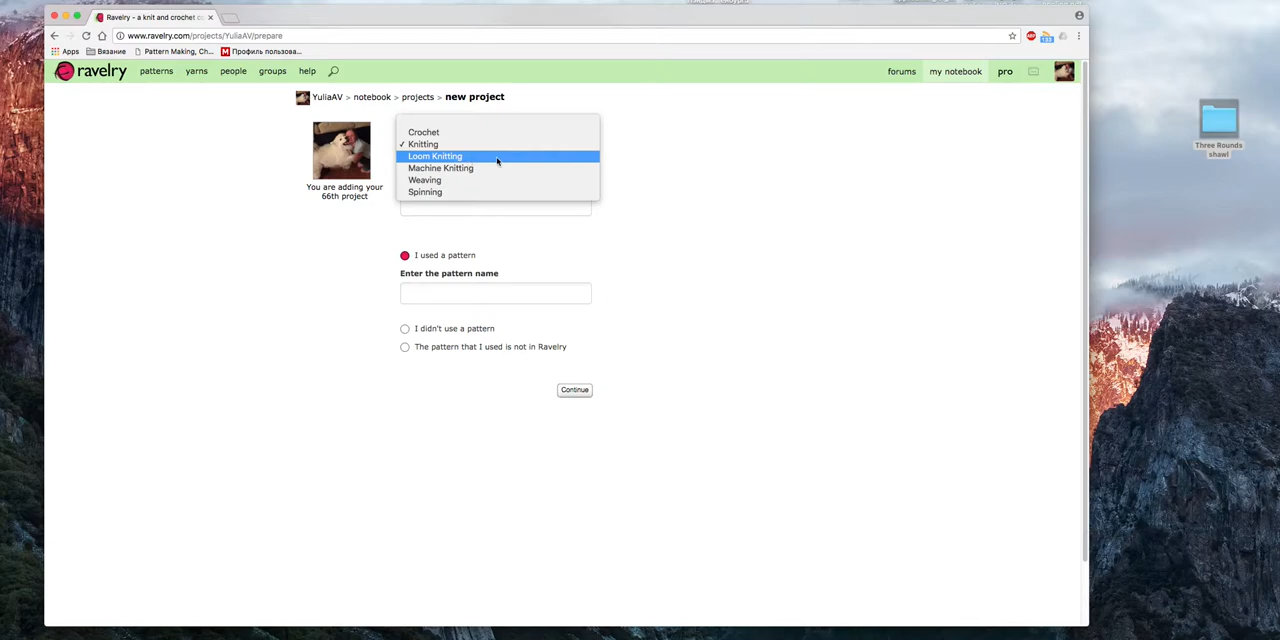 Ravelry - a knit and crochet c
www.ravelry.com/projects/YuliaAV/prepare
Apps Вязание Pattern Making, Ch... Профиль пользова...
ravelry patterns yarns people groups help forums my notebook pro
YuliaAV > notebook > projects > new project
Crochet
✓ Knitting
Loom Knitting
Machine Knitting
Weaving
Spinning
You are adding your
66th project
I used a pattern
Enter the pattern name
I didn't use a pattern
The pattern that I used is not in Ravelry
Continue
Three Rounds
shawl